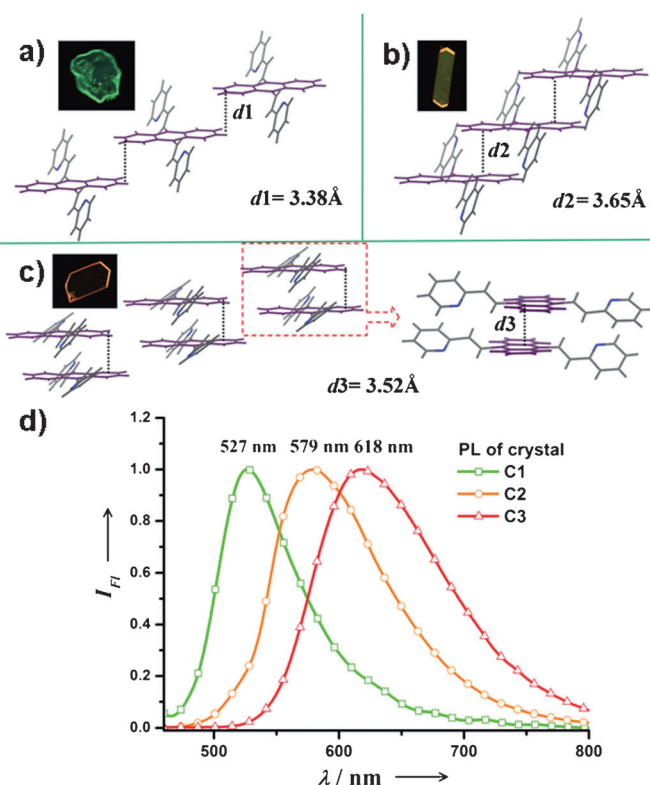 a)
d1
d1= 3.38Å
b)
d2
d2= 3.65Å
c)
d3
d3= 3.52Å
d)
1.2
1.0
0.8
0.6
0.4
0.2
0.0
I_Fl
527 nm 579 nm 618 nm
PL of crystal
C1
C2
C3
500 600 700 800
λ / nm